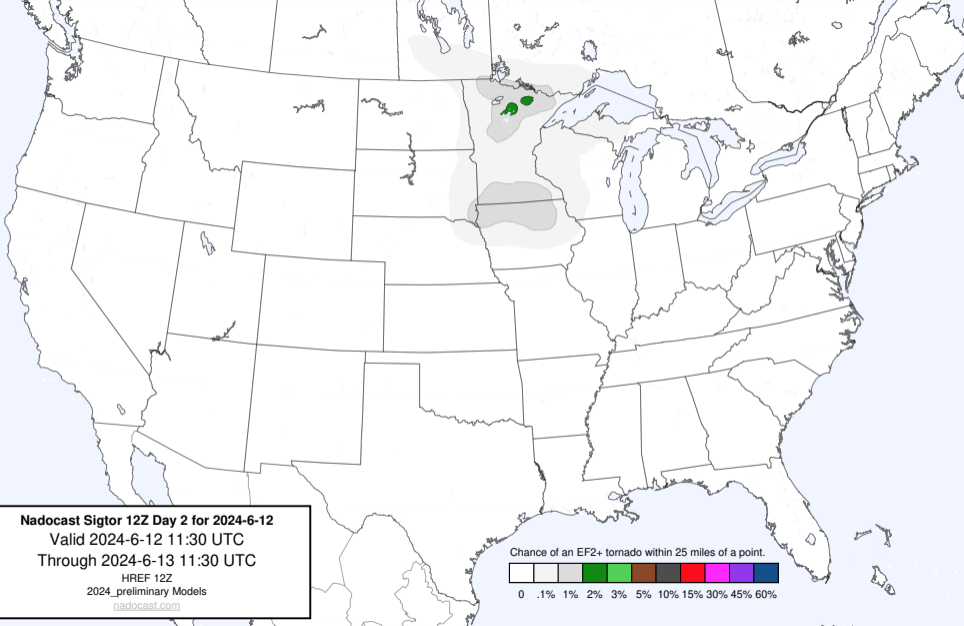 Nadocast Sigtor 12Z Day 2 for 2024-6-12
Valid 2024-6-12 11:30 UTC
Through 2024-6-13 11:30 UTC
HREF 12Z
2024_preliminary Models
nadocast.com
Chance of an EF2+ tornado within 25 miles of a point.
0 .1% 1% 2% 3% 5% 10% 15% 30% 45% 60%